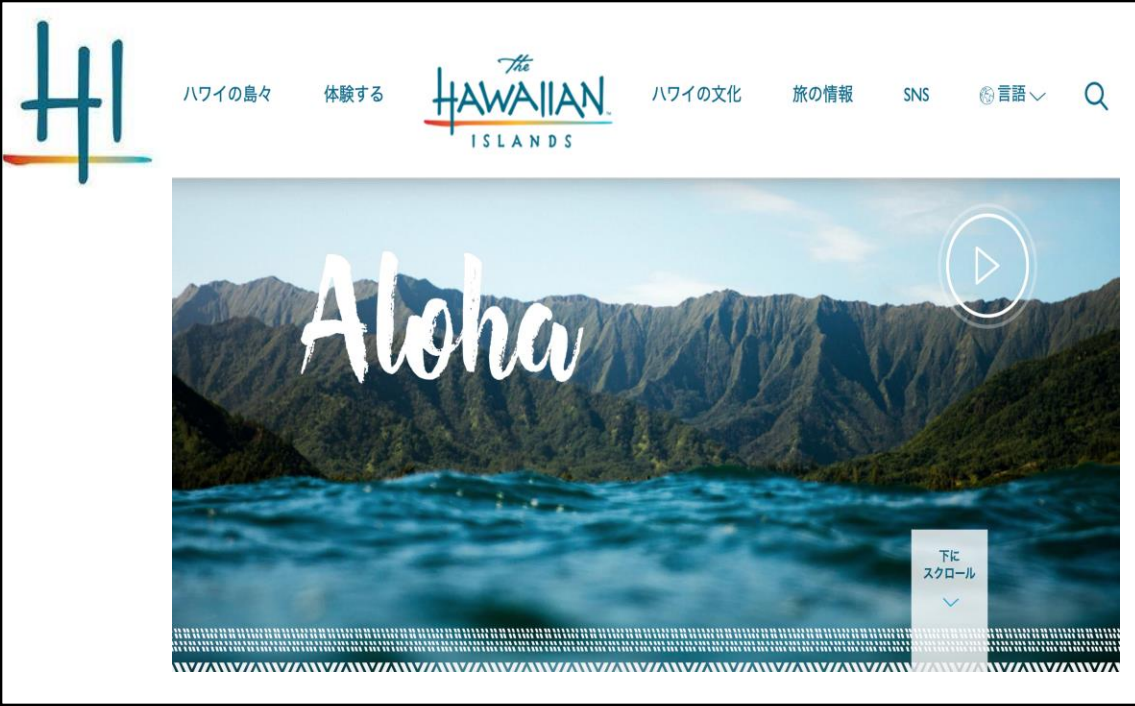 HI
ハワイの島々
体験する
The
HAWAIIAN
ISLANDS
ハワイの文化
旅の情報
SNS
言語
Aloha
下に
スクロール